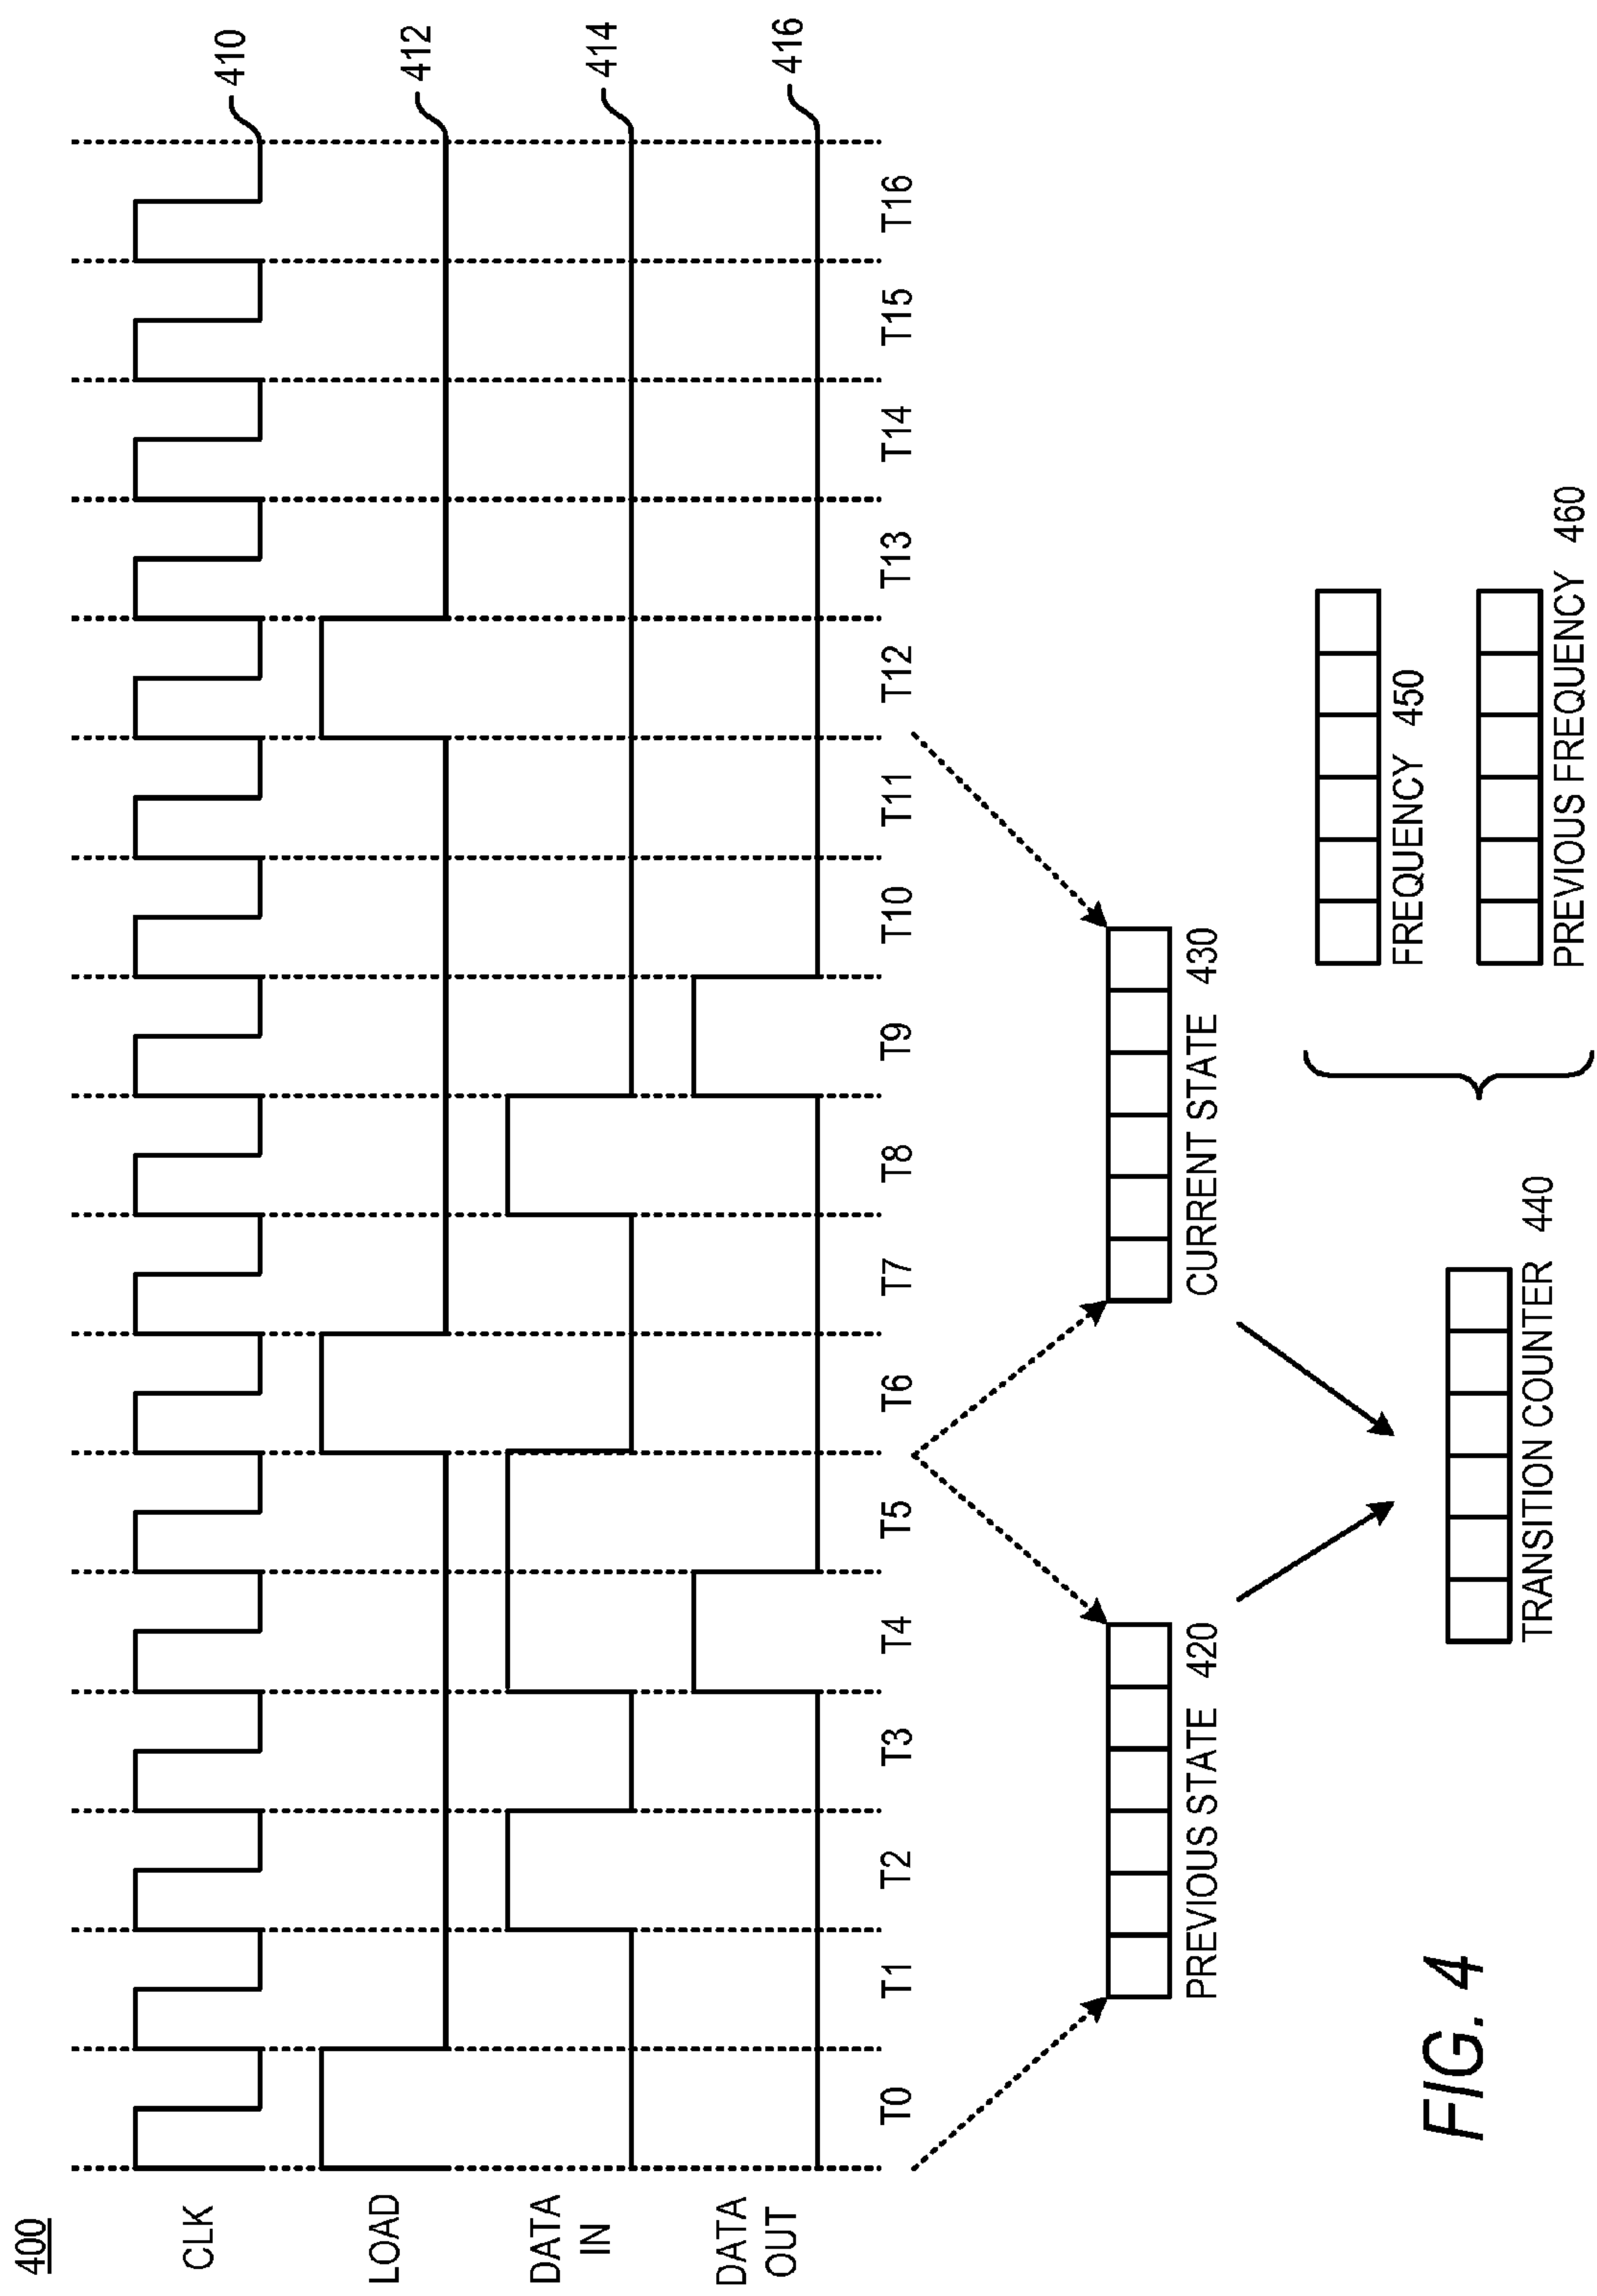 400
CLK
410
LOAD
412
DATA
IN
414
DATA
OUT
416
T0 T1 T2 T3 T4 T5 T6 T7 T8 T9 T10 T11 T12 T13 T14 T15 T16
PREVIOUS STATE 420
CURRENT STATE 430
TRANSITION COUNTER 440
FREQUENCY 450
PREVIOUS FREQUENCY 460
FIG. 4